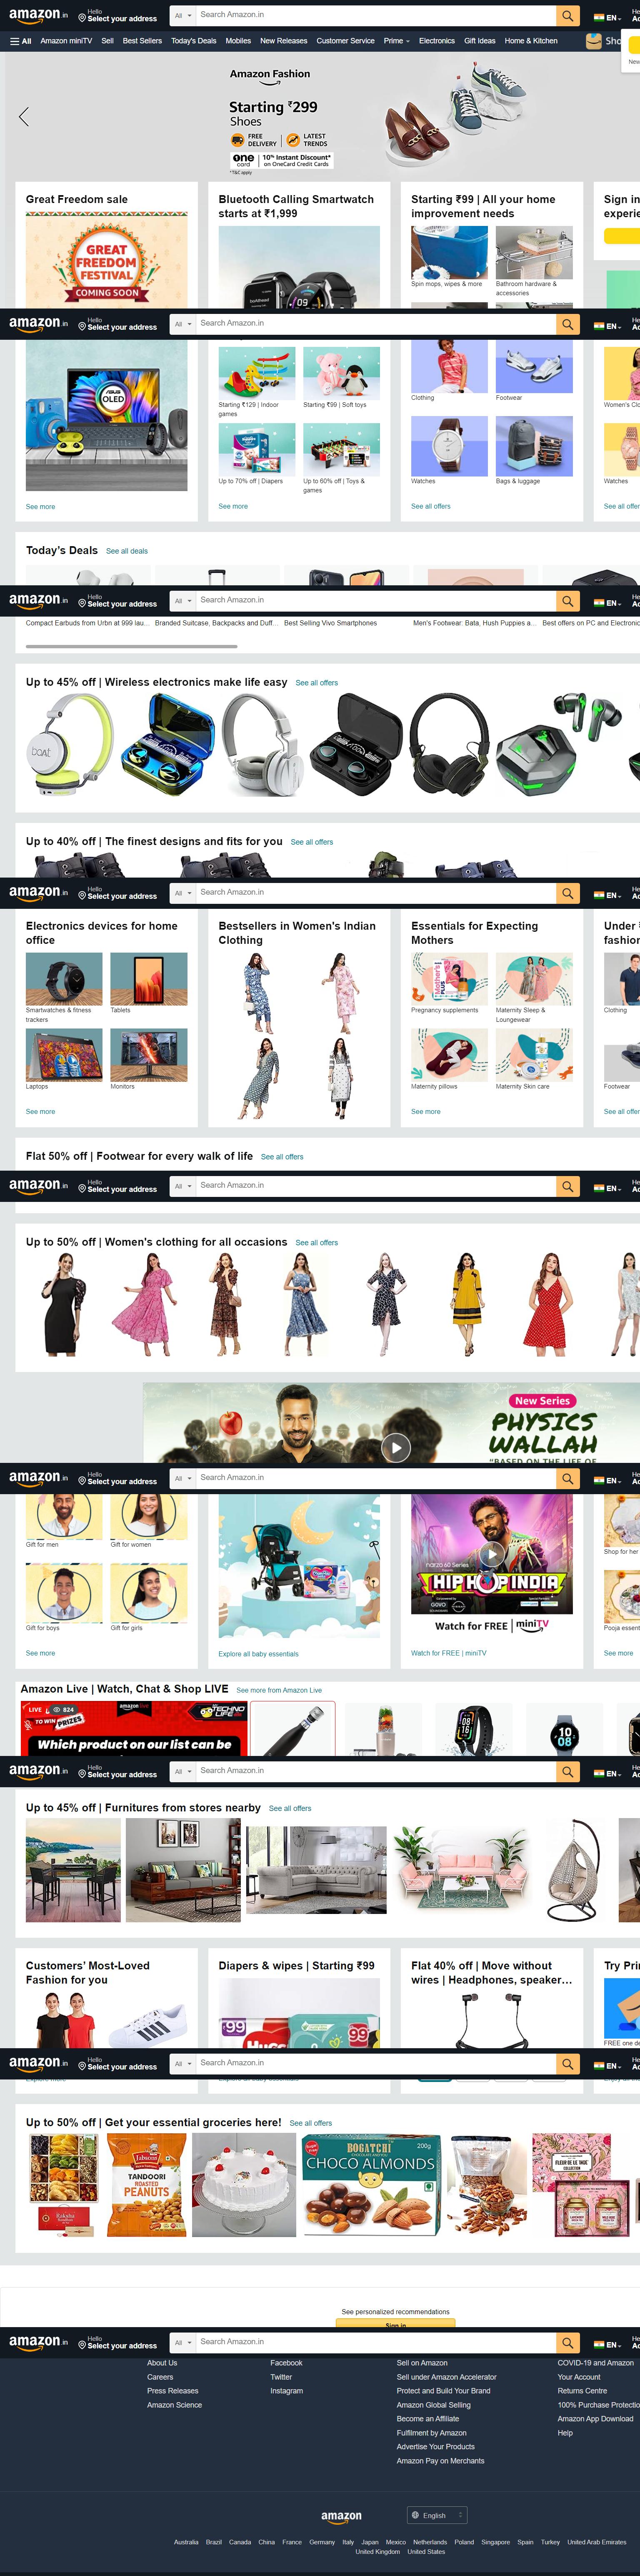 amazon.in
Hello
Select your address
All
Search Amazon.in
EN
All Amazon miniTV Sell Best Sellers Today's Deals Mobiles New Releases Customer Service Prime Electronics Gift Ideas Home & Kitchen
Amazon Fashion
Starting ₹299
Shoes
FREE DELIVERY | LATEST TRENDS
one card | 10% Instant Discount*
on OneCard Credit Cards
*T&C apply
Great Freedom sale
GREAT
FREEDOM
FESTIVAL
COMING SOON
Bluetooth Calling Smartwatch
starts at ₹1,999
Starting ₹99 | All your home
improvement needs
Spin mops, wipes & more
Bathroom hardware &
accessories
Sign in
amazon.in
Hello
Select your address
All
Search Amazon.in
EN
ASUS
OLED
See more
Starting ₹129 | Indoor
games
Starting ₹99 | Soft toys
Up to 70% off | Diapers
Up to 60% off | Toys &
games
See more
Clothing
Footwear
Watches
Bags & luggage
See all offers
Watches
Today's Deals See all deals
amazon.in
Hello
Select your address
All
Search Amazon.in
EN
Compact Earbuds from Urbn at 999 lau...
Branded Suitcase, Backpacks and Duff...
Best Selling Vivo Smartphones
Men's Footwear: Bata, Hush Puppies a...
Best offers on PC and
Up to 45% off | Wireless electronics make life easy See all offers
boAt
Up to 40% off | The finest designs and fits for you See all offers
amazon.in
Hello
Select your address
All
Search Amazon.in
EN
Electronics devices for home
office
Smartwatches & fitness
trackers
Tablets
Laptops
Monitors
See more
Bestsellers in Women's Indian
Clothing
Essentials for Expecting
Mothers
Pregnancy supplements
Maternity Sleep &
Loungewear
Maternity pillows
Maternity Skin care
See more
Under
Clothing
Footwear
Flat 50% off | Footwear for every walk of life See all offers
amazon.in
Hello
Select your address
All
Search Amazon.in
EN
Up to 50% off | Women's clothing for all occasions See all offers
New Series
PHYSICS
WALLAH
"BASED ON THE LIFE OF
amazon.in
Hello
Select your address
All
Search Amazon.in
EN
Gift for men
Gift for women
Gift for boys
Gift for girls
See more
Explore all baby essentials
narzo 60 Series
HIP HOP INDIA
Watch for FREE | miniTV
Watch for FREE | miniTV
Shop for her
Pooja
See more
Amazon Live | Watch, Chat & Shop LIVE See more from Amazon Live
LIVE 824
TO WIN PRIZES
TECHNO
Which product on our list can be
amazon.in
Hello
Select your address
All
Search Amazon.in
EN
Up to 45% off | Furnitures from stores nearby See all offers
Customers' Most-Loved
Fashion for you
Diapers & wipes | Starting ₹99
Flat 40% off | Move without
wires | Headphones, speaker...
Try
FREE one
amazon.in
Hello
Select your address
All
Search Amazon.in
EN
Up to 50% off | Get your essential groceries here! See all offers
Jabsons
TANDOORI
ROASTED
PEANUTS
BOGATCHI
200g
CHOCO ALMONDS
See personalized recommendations
Sign in
amazon.in
Hello
Select your address
All
Search Amazon.in
EN
About Us
Careers
Press Releases
Amazon Science
Facebook
Twitter
Instagram
Sell on Amazon
Sell under Amazon Accelerator
Protect and Build Your Brand
Amazon Global Selling
Become an Affiliate
Fulfilment by Amazon
Advertise Your Products
Amazon Pay on Merchants
COVID-19 and Amazon
Your Account
Returns Centre
100% Purchase
Amazon App Download
Help
amazon
English
Australia Brazil Canada China France Germany Italy Japan Mexico Netherlands Poland Singapore Spain Turkey United Arab Emirates
United Kingdom United States